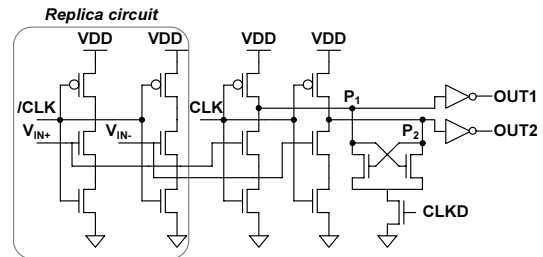 Replica circuit
VDD VDD VDD VDD
/CLK CLK P1 OUT1
VIN+ VIN- P2 OUT2
CLKD